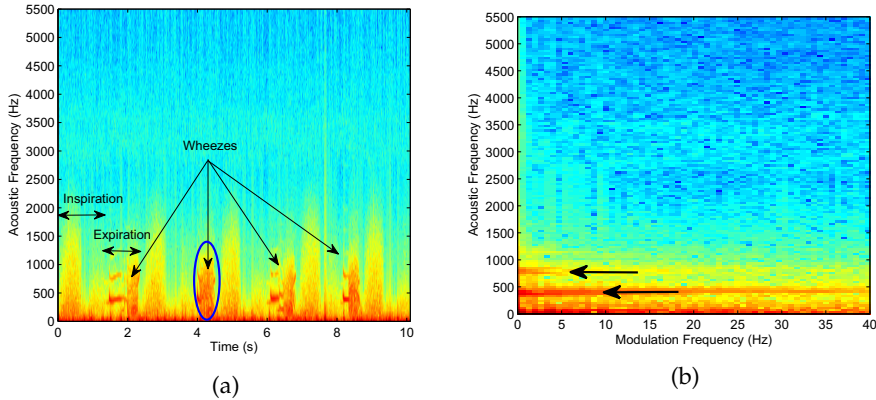 5500
5000
4500
4000
3500
3000
2500
2000
1500
1000
500
0
Acoustic Frequency (Hz)
Wheezes
Inspiration
Expiration
0 2 4 6 8 10
Time (s)
(a)
5500
5000
4500
4000
3500
3000
2500
2000
1500
1000
500
0
Acoustic Frequency (Hz)
0 5 10 15 20 25 30 35 40
Modulation Frequency (Hz)
(b)